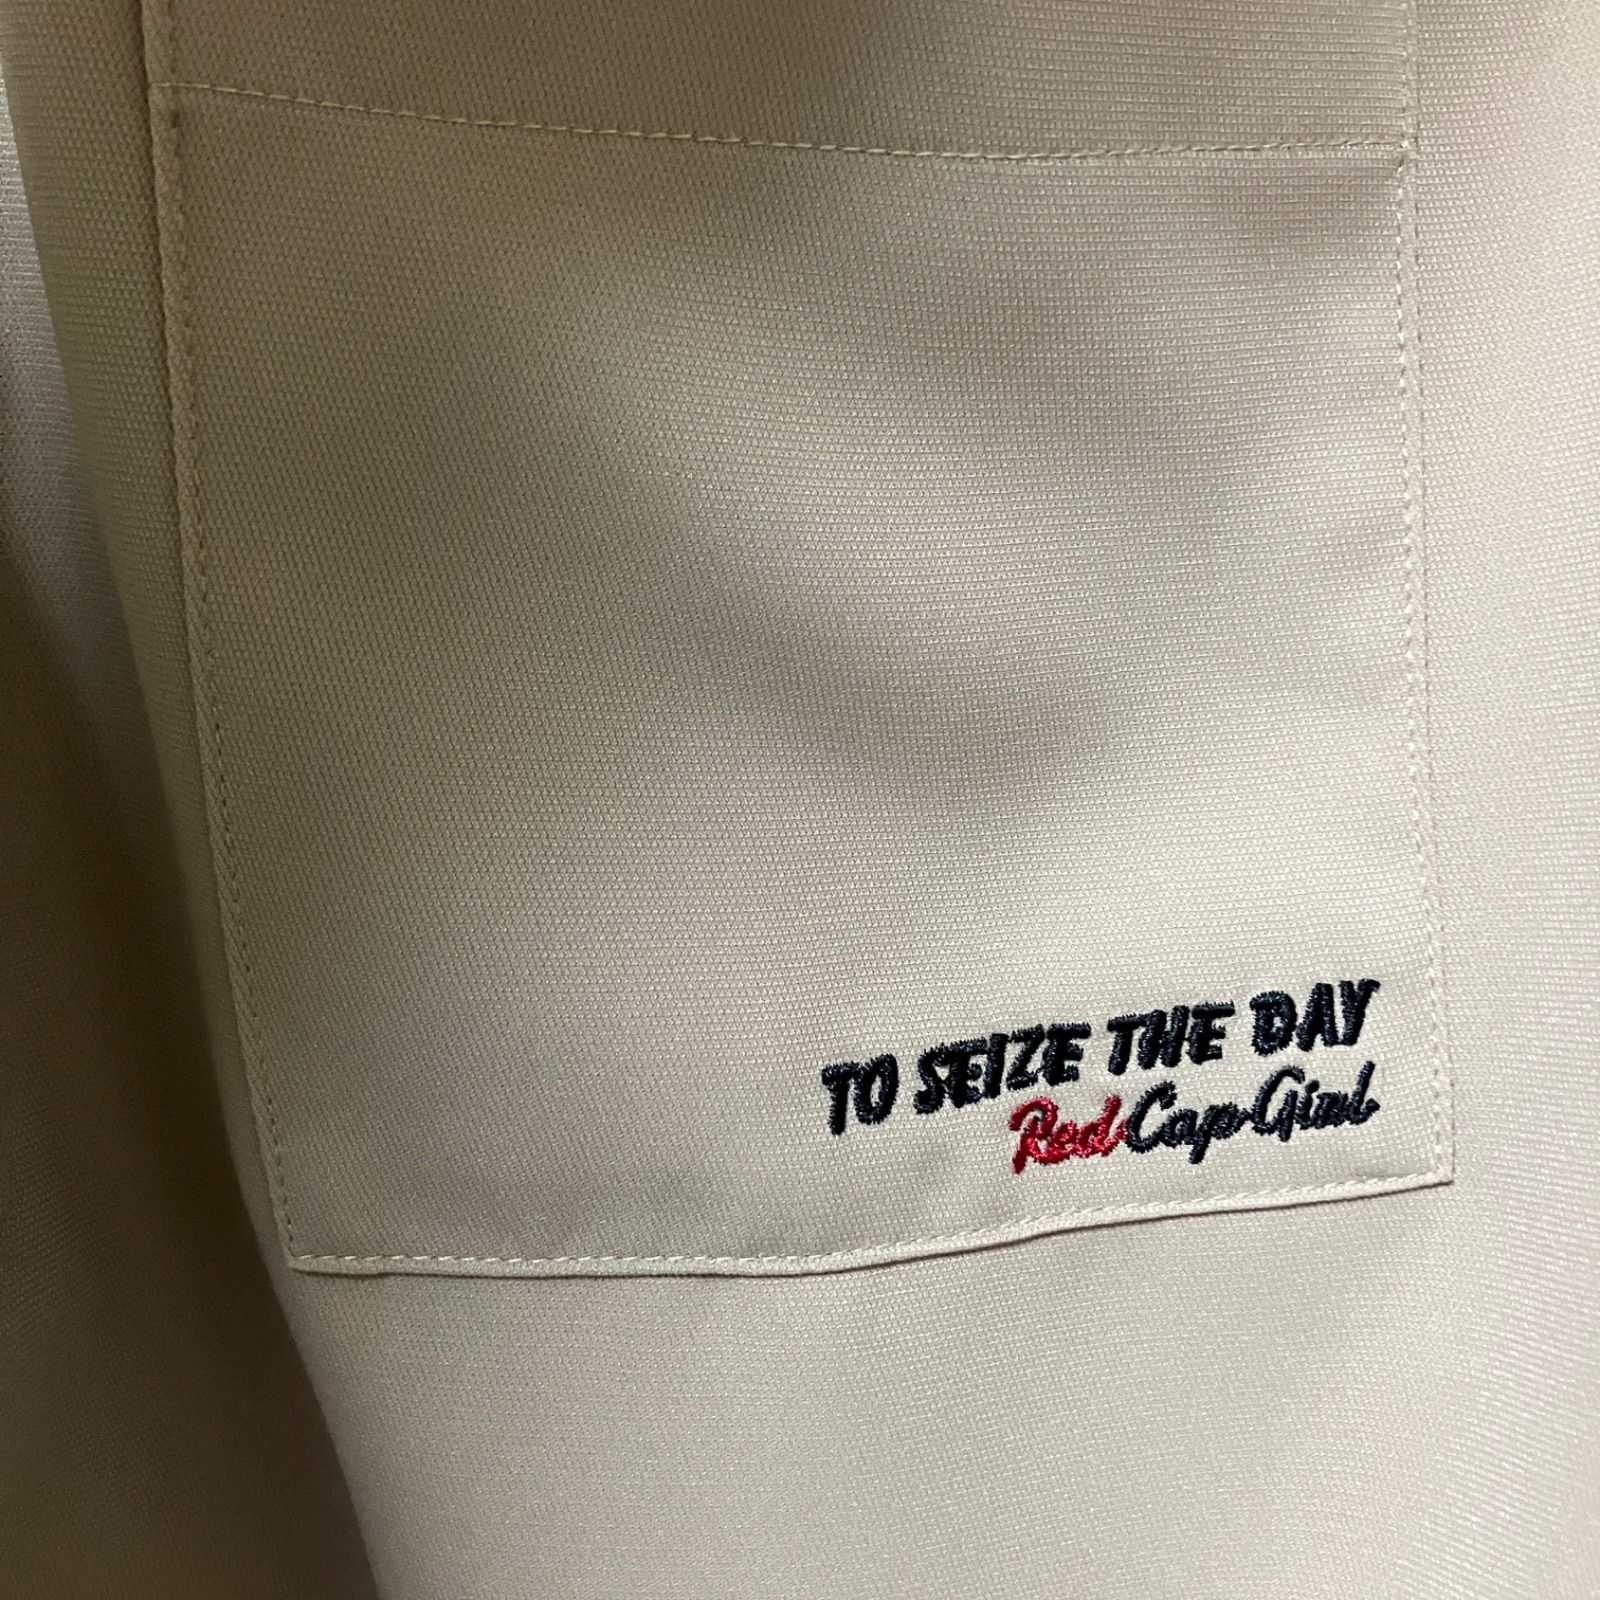 TO SEIZE THE DAY
Red Cap Girl